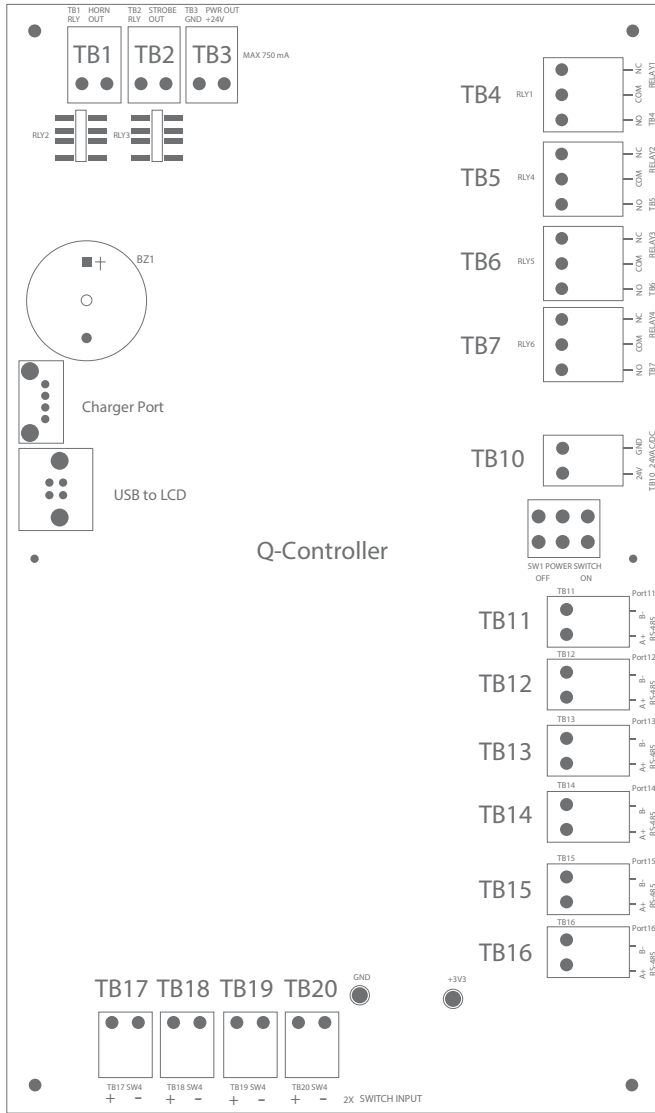 TB1 HORN
RLY OUT
TB2 STROBE
RLY OUT
TB3 PWR OUT
GND +24V
TB1
TB2
TB3
MAX 750 mA
RLY2
RLY3
BZ1
+
Charger Port
USB to LCD
Q-Controller
TB4
RLY1
NC
COM
NO
RELAY1
TB4
TB5
RLY4
NC
COM
NO
RELAY2
TB5
TB6
RLY5
NC
COM
NO
RELAY3
TB6
TB7
RLY6
NC
COM
NO
RELAY4
TB7
TB10
GND
24V
TB10 24VAC/DC
SW1 POWER SWITCH
OFF ON
TB11
TB11
Port11
B-
A+
RS-485
TB12
TB12
Port12
B-
A+
RS-485
TB13
TB13
Port13
B-
A+
RS-485
TB14
TB14
Port14
B-
A+
RS-485
TB15
TB15
Port15
B-
A+
RS-485
TB16
TB16
Port16
B-
A+
RS-485
TB17 TB18 TB19 TB20
GND
+3V3
TB17 SW4 TB18 SW4 TB19 SW4 TB20 SW4
+ - + - + - + - 2X SWITCH INPUT